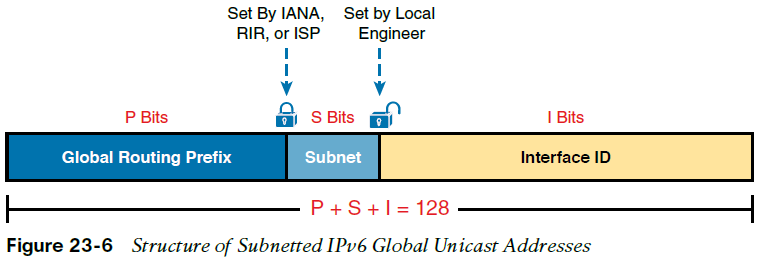 Set By IANA,
RIR, or ISP
Set by Local
Engineer
P Bits
S Bits
I Bits
Global Routing Prefix
Subnet
Interface ID
P + S + I = 128
Figure 23-6 Structure of Subnetted IPv6 Global Unicast Addresses